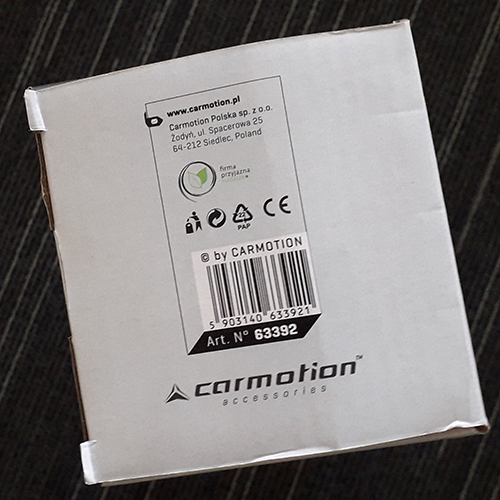 www.carmotion.pl
Carmotion Polska sp. z o.o.
Żodyń, ul. Spacerowa 25
64-212 Siedlec, Poland
firma
przyjazna
22
PAP
CE
© by CARMOTION
5 903140 633921
Art. N° 63392
carmotion™
accessories